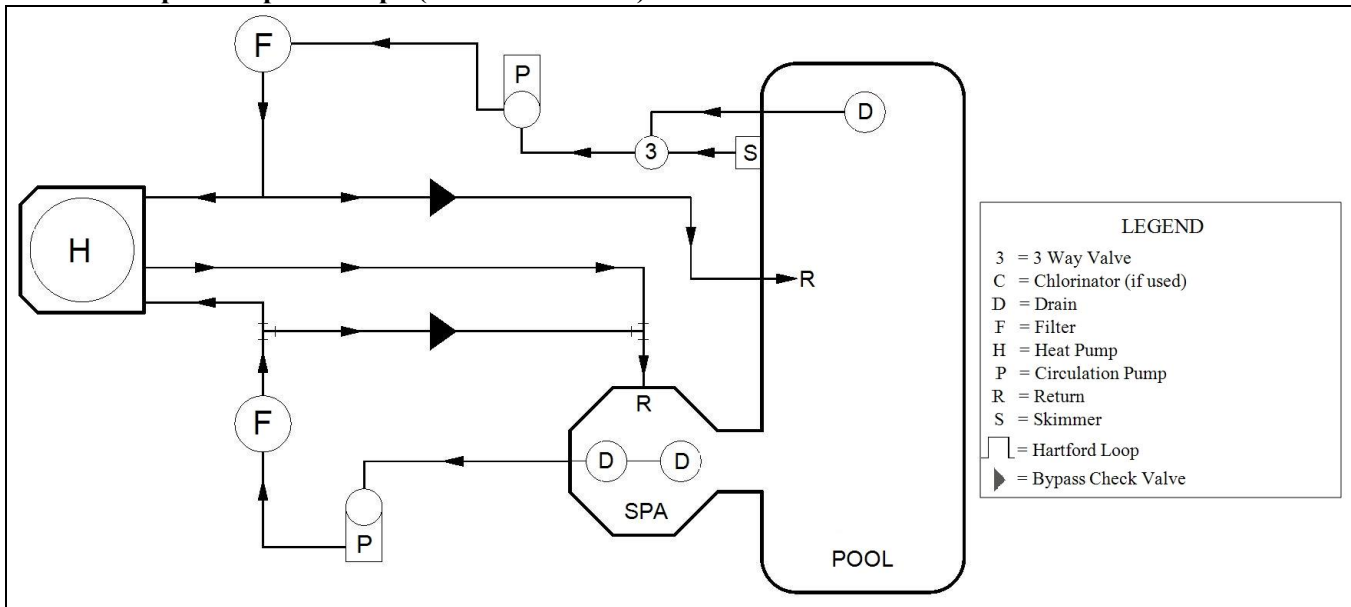 F
P
D
3
S
H
R
LEGEND
3 = 3 Way Valve
C = Chlorinator (if used)
D = Drain
F = Filter
H = Heat Pump
P = Circulation Pump
R = Return
S = Skimmer
= Hartford Loop
= Bypass Check Valve
F
R
D D
SPA
P
POOL